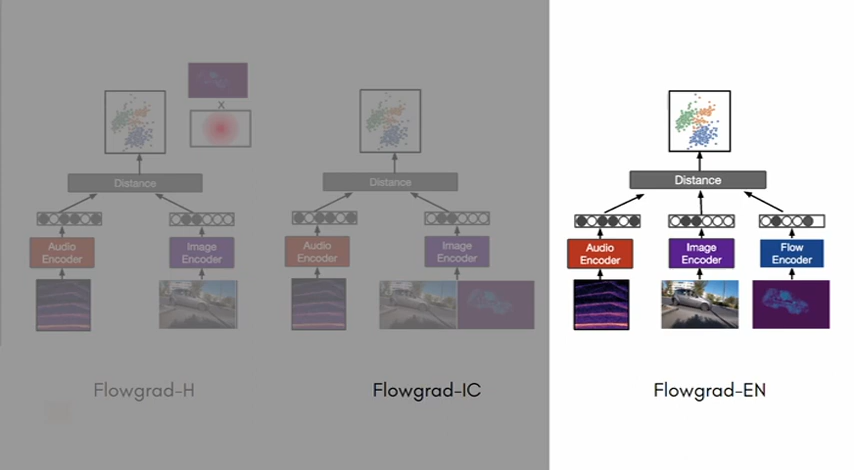 X
Distance
Distance
Distance
Audio
Encoder
Image
Encoder
Audio
Encoder
Image
Encoder
Audio
Encoder
Image
Encoder
Flow
Encoder
Flowgrad-H
Flowgrad-IC
Flowgrad-EN